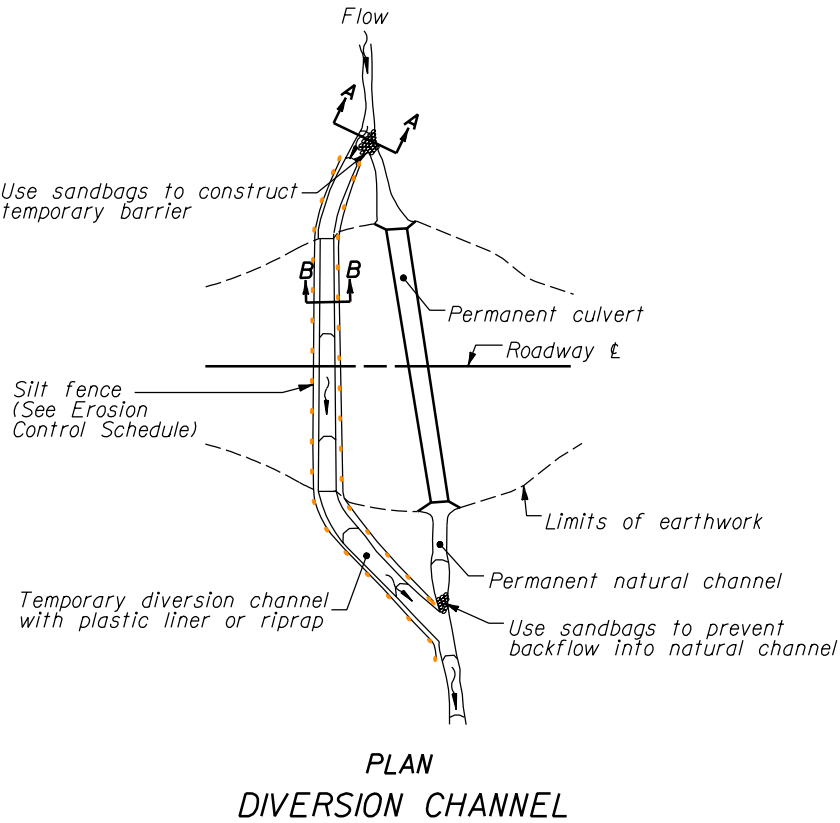 Flow
A
A
Use sandbags to construct
temporary barrier
B
B
Permanent culvert
Roadway ℄
Silt fence
(See Erosion
Control Schedule)
Limits of earthwork
Permanent natural channel
Temporary diversion channel
with plastic liner or riprap
Use sandbags to prevent
backflow into natural channel
PLAN
DIVERSION CHANNEL